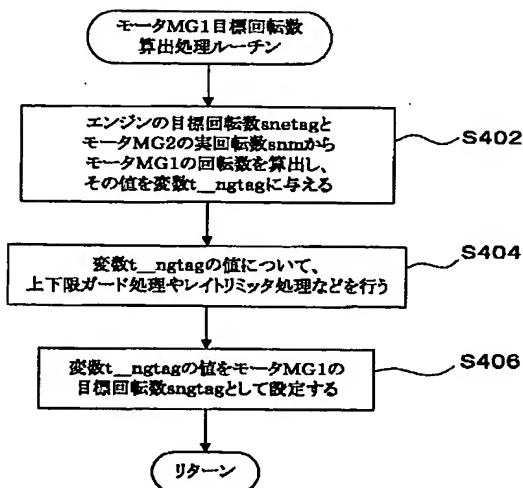 モータMG1目標回転数
算出処理ルーチン
エンジンの目標回転数snetagと
モータMG2の実回転数snmから
モータMG1の回転数を算出し、
その値を変数t__ngtagに与える
S402
変数t__ngtagの値について、
上下限ガード処理やレイトリミッタ処理などを行う
S404
変数t__ngtagの値をモータMG1の
目標回転数sngtagとして設定する
S406
リターン